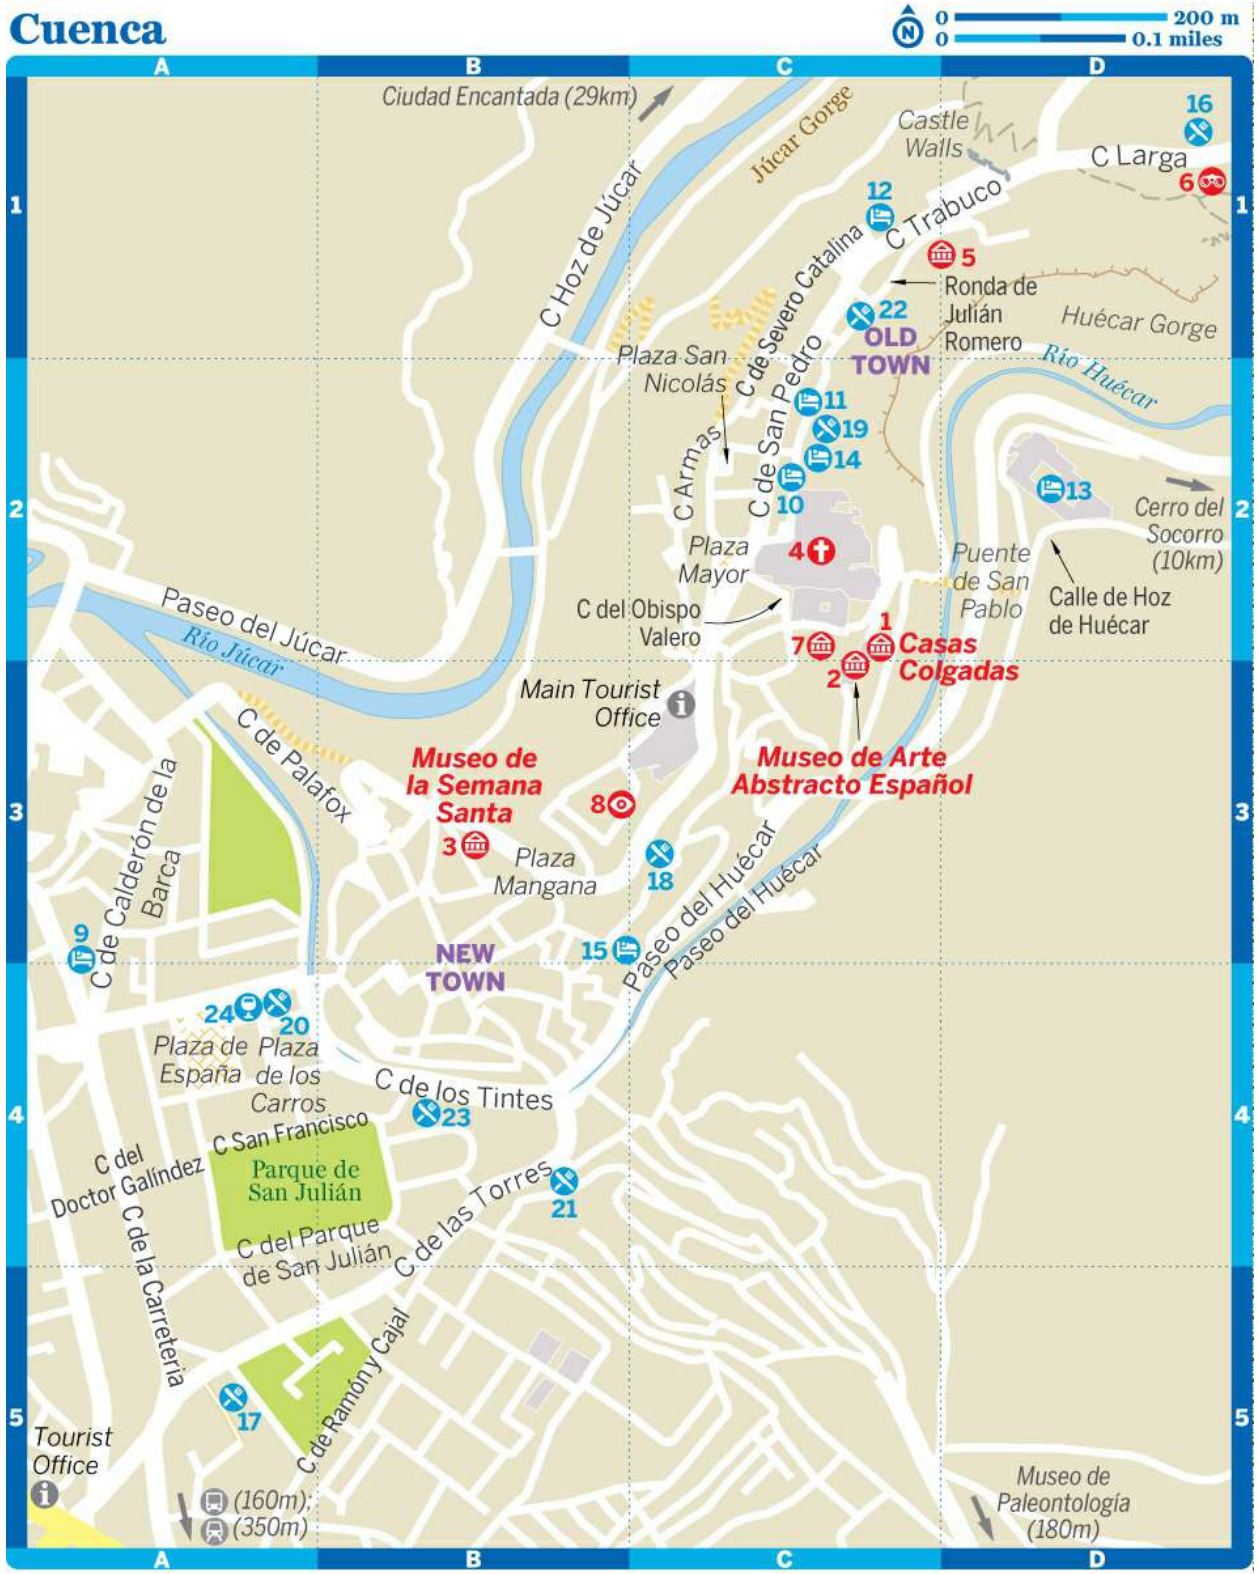 Cuenca
N
0 200 m
0 0.1 miles
A B C D
Ciudad Encantada (29km)
Júcar Gorge
Castle
Walls
16
C Larga
6
1 1
12
C Trabuco
C Hoz de Júcar
C de Severo Catalina
5
Ronda de
Julián
Romero
22
OLD
TOWN
Huécar Gorge
Plaza San
Nicolás
C de San Pedro
Río Huécar
11
19
14
10
C Armas
13
Cerro del
Socorro
(10km)
2 2
Plaza
Mayor
4
Puente
de San
Pablo
Calle de Hoz
de Huécar
C del Obispo
Valero
Paseo del Júcar
Río Júcar
7
1
Casas
Colgadas
2
Main Tourist
Office
C de Palafox
Museo de
la Semana
Santa
Museo de Arte
Abstracto Español
8
3 3
3
Plaza
Mangana
18
C de Calderón de la
Barca
Paseo del Huécar
Paseo del Huécar
9
15
NEW
TOWN
24
20
Plaza de
España
Plaza
de los
Carros
C de los Tintes
23
4 4
C San Francisco
C del
Doctor Galíndez
Parque de
San Julián
C de las Torres
21
C del Parque
de San Julián
C de la Carretería
C de Ramón y Cajal
17
5 5
Tourist
Office
(160m);
(350m)
Museo de
Paleontología
(180m)
A B C D